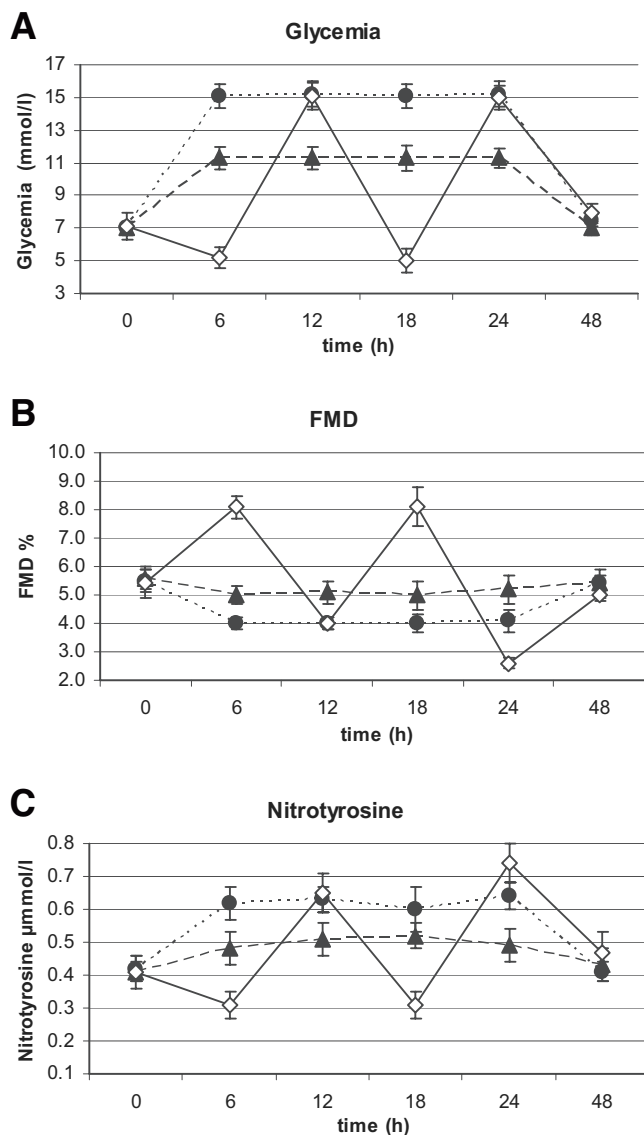 A
Glycemia
17
15
13
11
9
7
5
3
Glycemia (mmol/l)
0 6 12 18 24 48
time (h)
B
FMD
10.0
9.0
8.0
7.0
6.0
5.0
4.0
3.0
2.0
FMD %
0 6 12 18 24 48
time (h)
C
Nitrotyrosine
0.8
0.7
0.6
0.5
0.4
0.3
0.2
0.1
Nitrotyrosine µmmol/l
0 6 12 18 24 48
time (h)